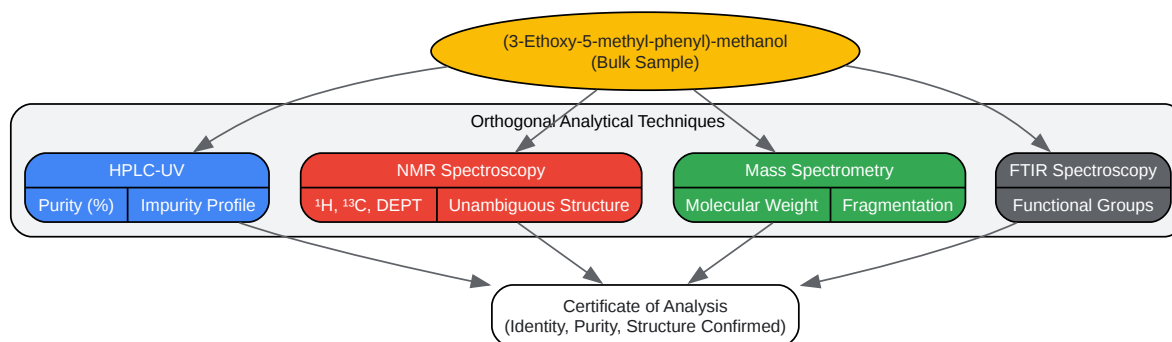 (3-Ethoxy-5-methyl-phenyl)-methanol
(Bulk Sample)
Orthogonal Analytical Techniques
HPLC-UV
Purity (%)
Impurity Profile
NMR Spectroscopy
¹H, ¹³C, DEPT
Unambiguous Structure
Mass Spectrometry
Molecular Weight
Fragmentation
FTIR Spectroscopy
Functional Groups
Certificate of Analysis
(Identity, Purity, Structure Confirmed)